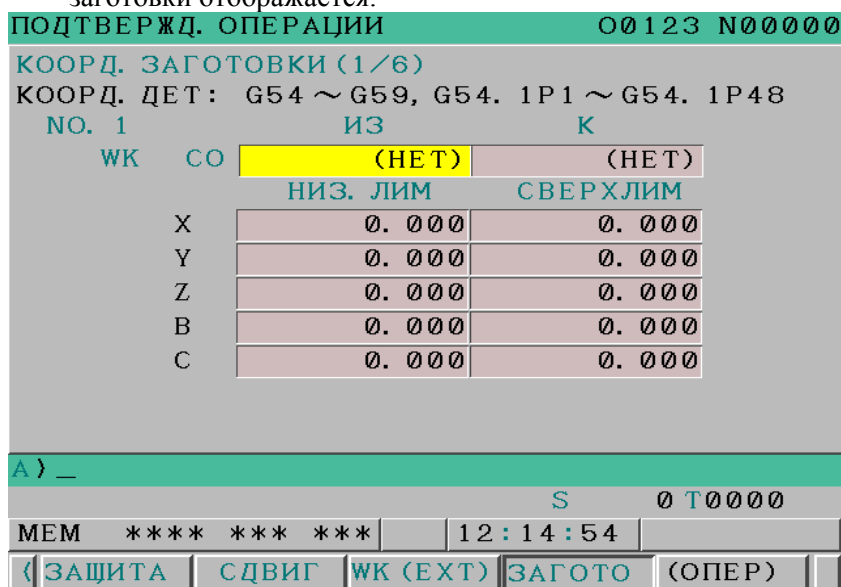 заготовки отображается.
ПОДТВЕРЖД. ОПЕРАЦИИ O0123 N00000
КООРД. ЗАГОТОВКИ (1/6)
КООРД. ДЕТ: G54～G59, G54. 1P1～G54. 1P48
NO. 1 ИЗ К
WK CO (НЕТ) (НЕТ)
НИЗ. ЛИМ СВЕРХЛИМ
X 0. 000 0. 000
Y 0. 000 0. 000
Z 0. 000 0. 000
B 0. 000 0. 000
C 0. 000 0. 000
A)_
S 0 T0000
MEM **** *** *** 12:14:54
( ЗАЩИТА СДВИГ WK (EXT) ЗАГОТО (ОПЕР)